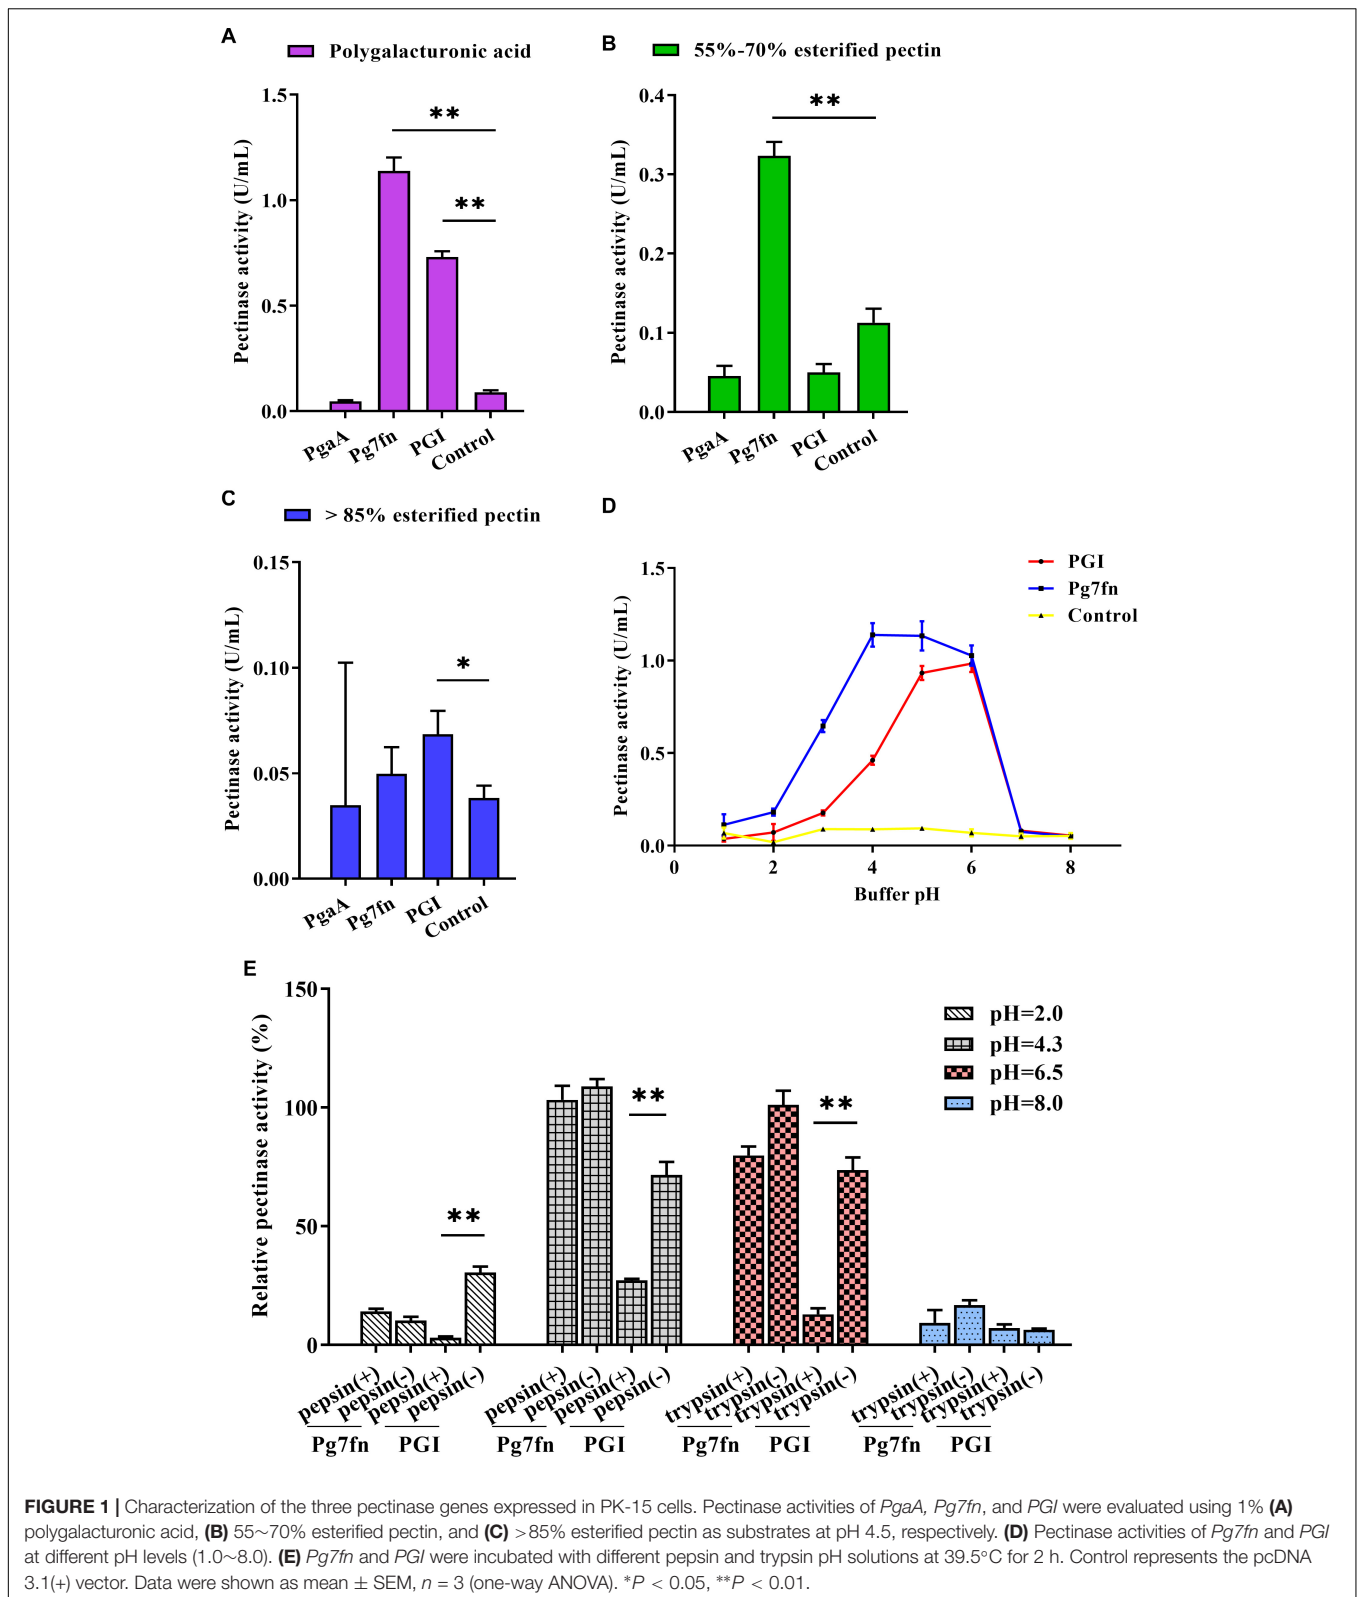 A
Polygalacturonic acid
Pectinase activity (U/mL)
1.5
1.0
0.5
0.0
**
**
PgaA
Pg7fn
PGI
Control
B
55%-70% esterified pectin
Pectinase activity (U/mL)
0.4
0.3
0.2
0.1
0.0
**
PgaA
Pg7fn
PGI
Control
C
> 85% esterified pectin
Pectinase activity (U/mL)
0.15
0.10
0.05
0.00
*
PgaA
Pg7fn
PGI
Control
D
PGI
Pg7fn
Control
Pectinase activity (U/mL)
1.5
1.0
0.5
0.0
0 2 4 6 8
Buffer pH
E
Relative pectinase activity (%)
150
100
50
0
pH=2.0
pH=4.3
pH=6.5
pH=8.0
**
**
**
pepsin(+)
pepsin(-)
pepsin(+)
pepsin(-)
pepsin(+)
pepsin(-)
pepsin(+)
pepsin(-)
trypsin(+)
trypsin(-)
trypsin(+)
trypsin(-)
trypsin(+)
trypsin(-)
trypsin(+)
trypsin(-)
Pg7fn PGI Pg7fn PGI Pg7fn PGI Pg7fn PGI
FIGURE 1 | Characterization of the three pectinase genes expressed in PK-15 cells. Pectinase activities of PgaA, Pg7fn, and PGI were evaluated using 1% (A)
polygalacturonic acid, (B) 55~70% esterified pectin, and (C) >85% esterified pectin as substrates at pH 4.5, respectively. (D) Pectinase activities of Pg7fn and PGI
at different pH levels (1.0~8.0). (E) Pg7fn and PGI were incubated with different pepsin and trypsin pH solutions at 39.5°C for 2 h. Control represents the pcDNA
3.1(+) vector. Data were shown as mean ± SEM, n = 3 (one-way ANOVA). *P < 0.05, **P < 0.01.